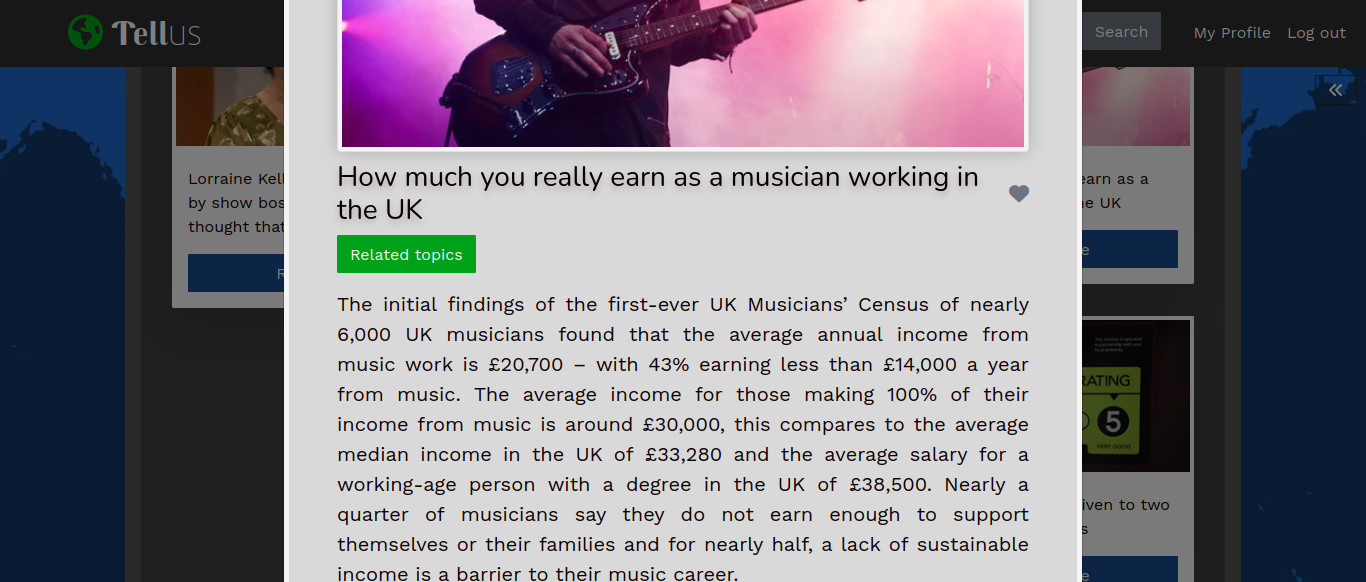 TellUS
Search
My Profile
Log out
«
How much you really earn as a musician working in
the UK
Related topics
The initial findings of the first-ever UK Musicians’ Census of nearly
6,000 UK musicians found that the average annual income from
music work is £20,700 – with 43% earning less than £14,000 a year
from music. The average income for those making 100% of their
income from music is around £30,000, this compares to the average
median income in the UK of £33,280 and the average salary for a
working-age person with a degree in the UK of £38,500. Nearly a
quarter of musicians say they do not earn enough to support
themselves or their families and for nearly half, a lack of sustainable
income is a barrier to their music career.
Lorraine Kell
by show bos
thought that
R
earn as a
e UK
e
RATING
5
VERY GOOD
iven to two
s
e